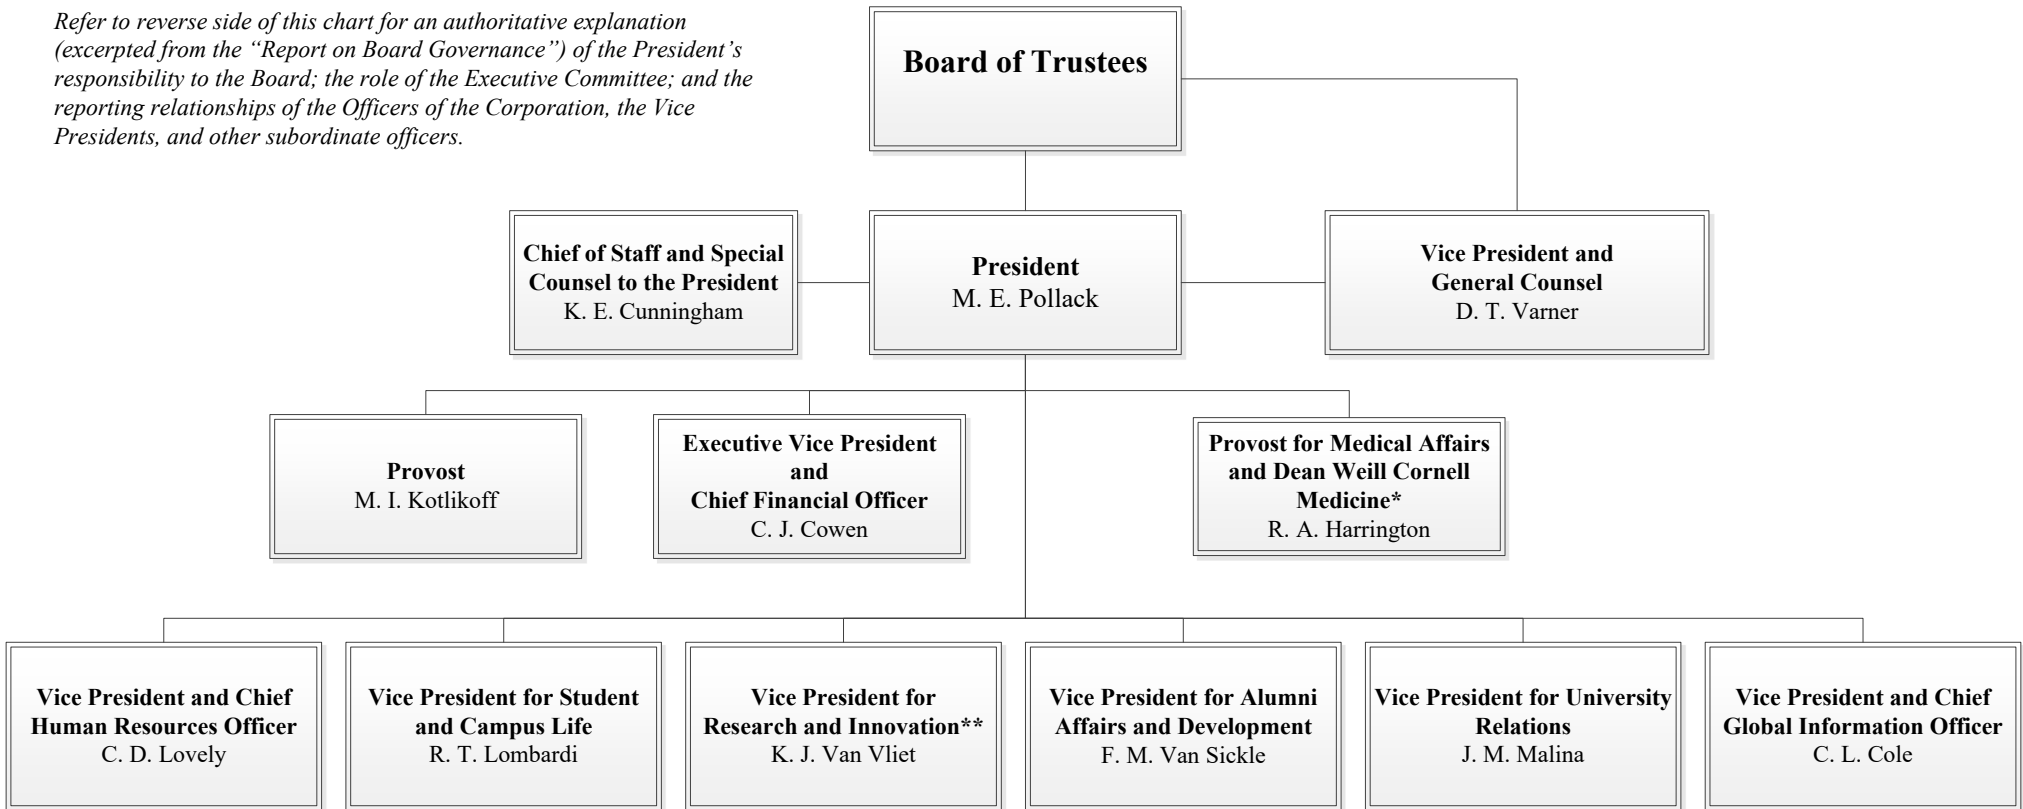 Refer to reverse side of this chart for an authoritative explanation
(excerpted from the “Report on Board Governance”) of the President’s
responsibility to the Board; the role of the Executive Committee; and the
reporting relationships of the Officers of the Corporation, the Vice
Presidents, and other subordinate officers.
Board of Trustees
Chief of Staff and Special
Counsel to the President
K. E. Cunningham
President
M. E. Pollack
Vice President and
General Counsel
D. T. Varner
Provost
M. I. Kotlikoff
Executive Vice President
and
Chief Financial Officer
C. J. Cowen
Provost for Medical Affairs
and Dean Weill Cornell
Medicine*
R. A. Harrington
Vice President and Chief
Human Resources Officer
C. D. Lovely
Vice President for Student
and Campus Life
R. T. Lombardi
Vice President for
Research and Innovation**
K. J. Van Vliet
Vice President for Alumni
Affairs and Development
F. M. Van Sickle
Vice President for University
Relations
J. M. Malina
Vice President and Chief
Global Information Officer
C. L. Cole